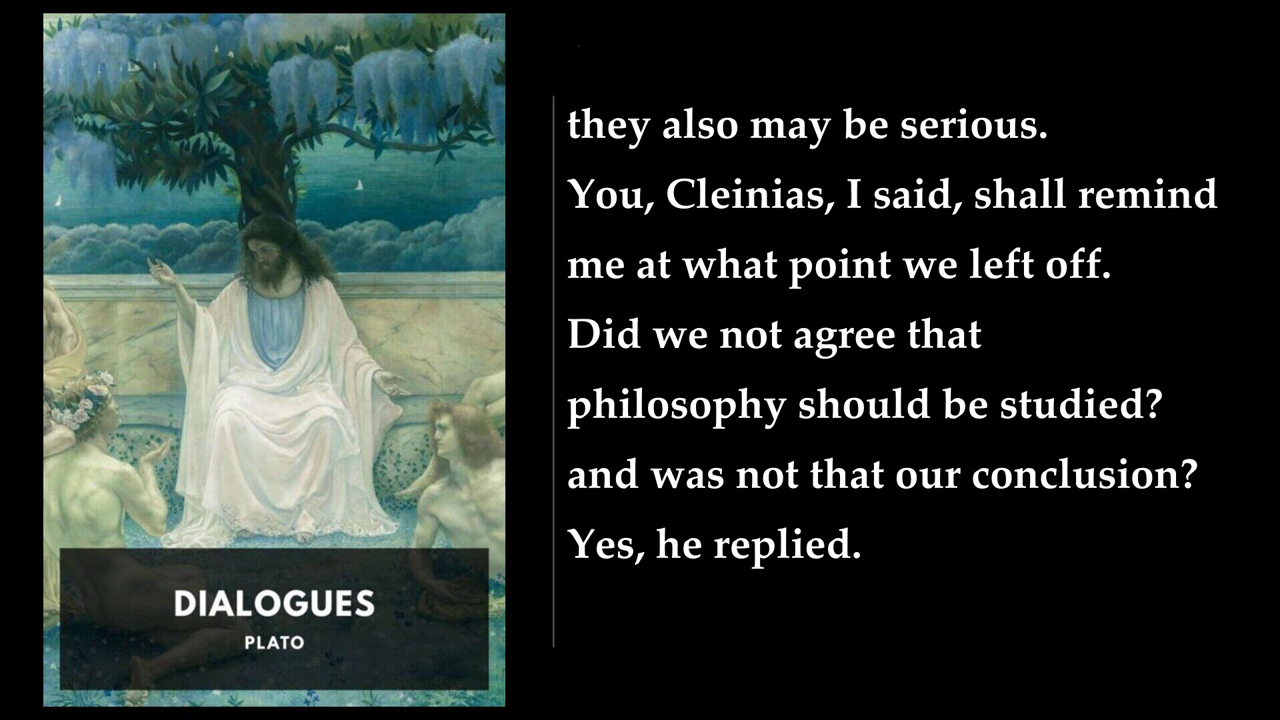 DIALOGUES
PLATO
they also may be serious.
You, Cleinias, I said, shall remind
me at what point we left off.
Did we not agree that
philosophy should be studied?
and was not that our conclusion?
Yes, he replied.